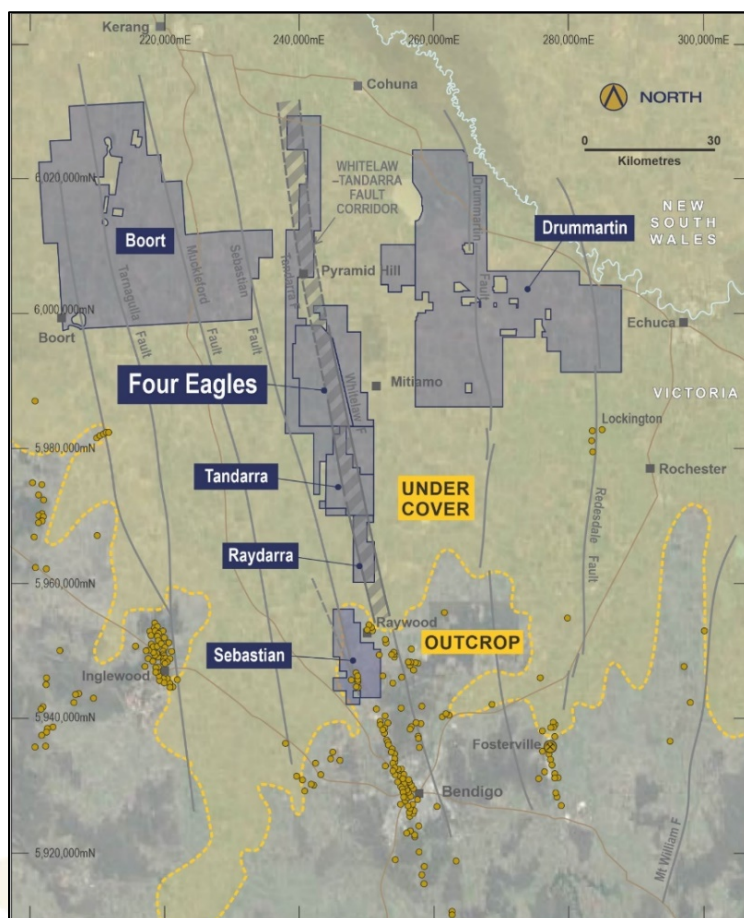 Kerang
220,000mE
240,000mE
260,000mE
280,000mE
300,000mE
Cohuna
NORTH
0
30
Kilometres
6,020,000mN
WHITELAW
–TANDARRA
FAULT
CORRIDOR
Drummartin
Fault
NEW
SOUTH
WALES
Boort
Drummartin
Tarnagulla
Fault
Muckleford
Fault
Sebastian
Fault
Tandarra F
Pyramid Hill
6,000,000mN
Boort
Echuca
Four Eagles
Whitelaw F
Mitiamo
VICTORIA
Lockington
5,980,000mN
Tandarra
UNDER
COVER
Rochester
Redesdale
Fault
Raydarra
5,960,000mN
Raywood
OUTCROP
Sebastian
Inglewood
5,940,000mN
Fosterville
Bendigo
5,920,000mN
Mt William F